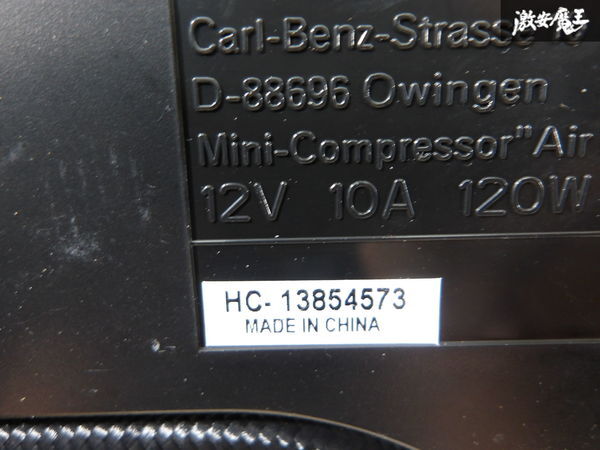 激安魔王
Carl-Benz-Strasse
D-88696 Owingen
Mini-Compressor"Air
12V 10A 120W
HC- 13854573
MADE IN CHINA